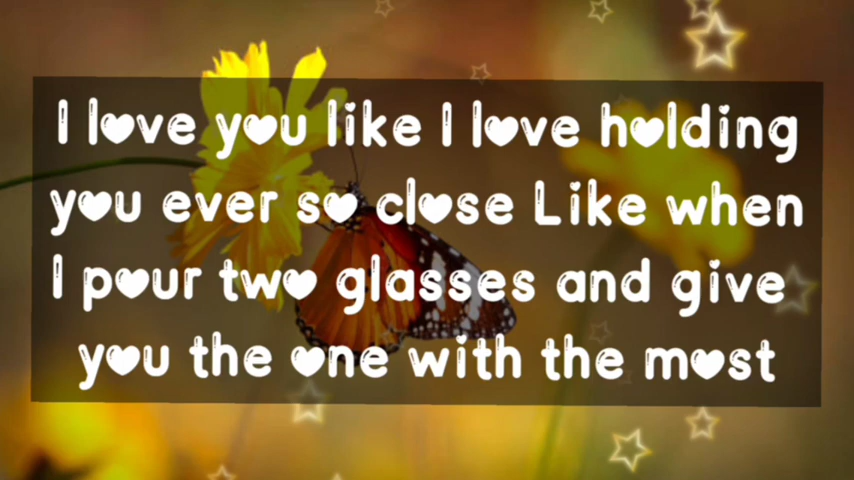 I love you like I love holding
you ever so close Like when
I pour two glasses and give
you the one with the most